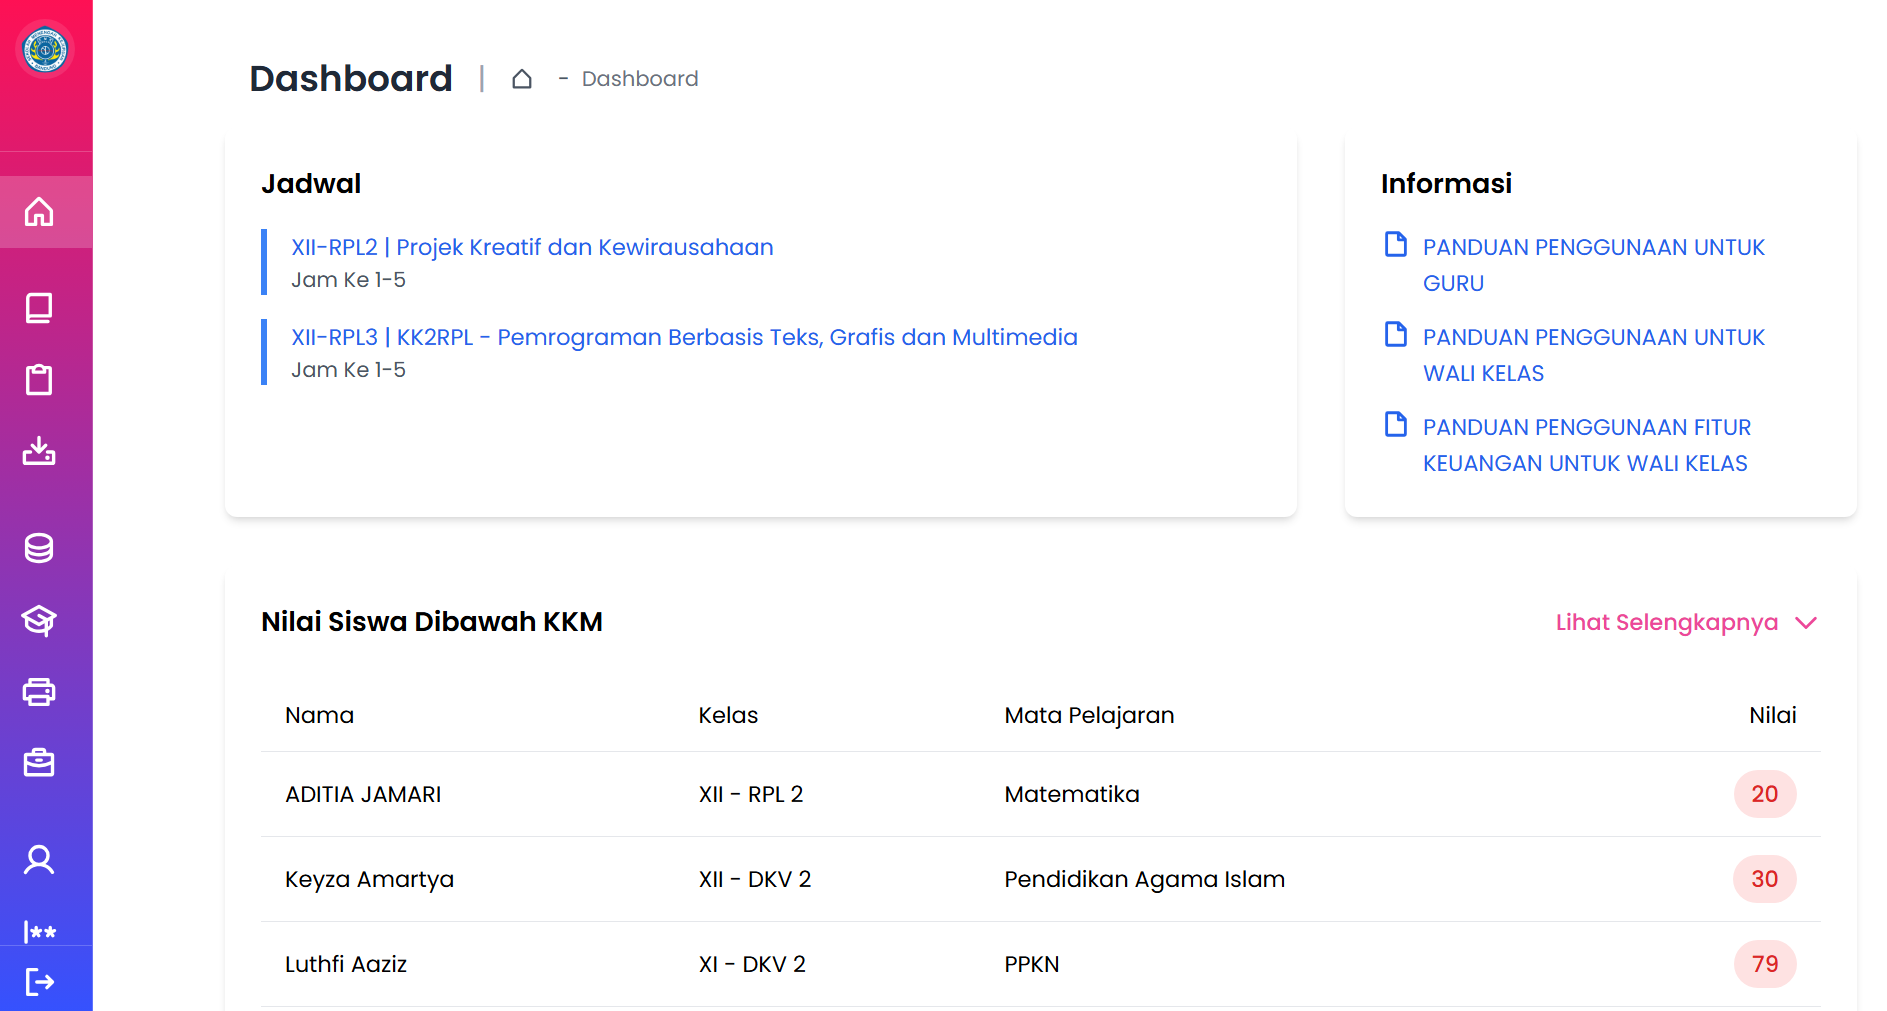 Dashboard | - Dashboard
Jadwal
XII-RPL2 | Projek Kreatif dan Kewirausahaan
Jam Ke 1-5
XII-RPL3 | KK2RPL - Pemrograman Berbasis Teks, Grafis dan Multimedia
Jam Ke 1-5
Informasi
PANDUAN PENGGUNAAN UNTUK
GURU
PANDUAN PENGGUNAAN UNTUK
WALI KELAS
PANDUAN PENGGUNAAN FITUR
KEUANGAN UNTUK WALI KELAS
Nilai Siswa Dibawah KKM
Lihat Selengkapnya
Nama Kelas Mata Pelajaran Nilai
ADITIA JAMARI XII - RPL 2 Matematika 20
Keyza Amartya XII - DKV 2 Pendidikan Agama Islam 30
Luthfi Aaziz XI - DKV 2 PPKN 79